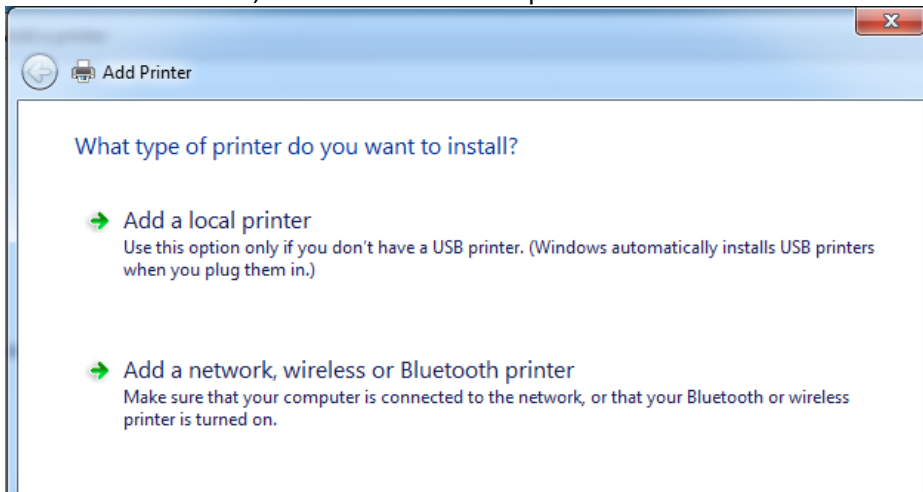 Add Printer
What type of printer do you want to install?
Add a local printer
Use this option only if you don't have a USB printer. (Windows automatically installs USB printers
when you plug them in.)
Add a network, wireless or Bluetooth printer
Make sure that your computer is connected to the network, or that your Bluetooth or wireless
printer is turned on.